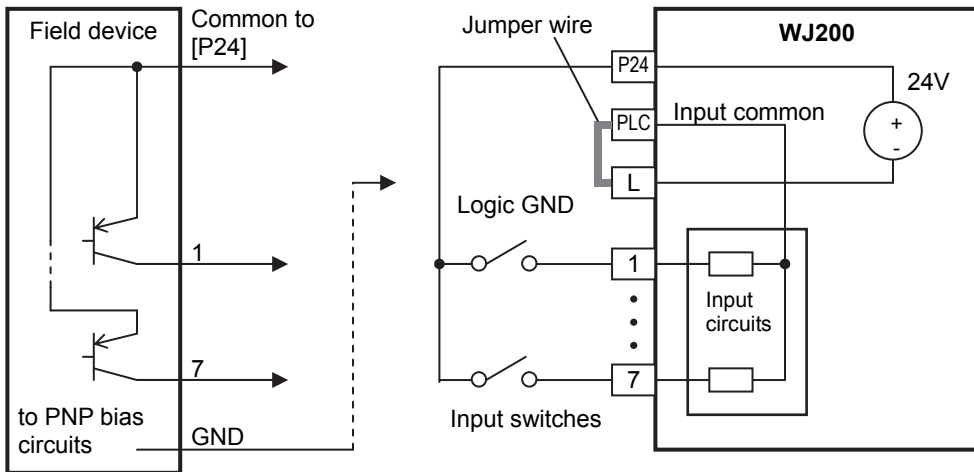 Field device
Common to
[P24]
1
7
to PNP bias
circuits
GND
Jumper wire
WJ200
P24
24V
PLC
Input common
+
-
L
Logic GND
1
Input
circuits
7
Input switches